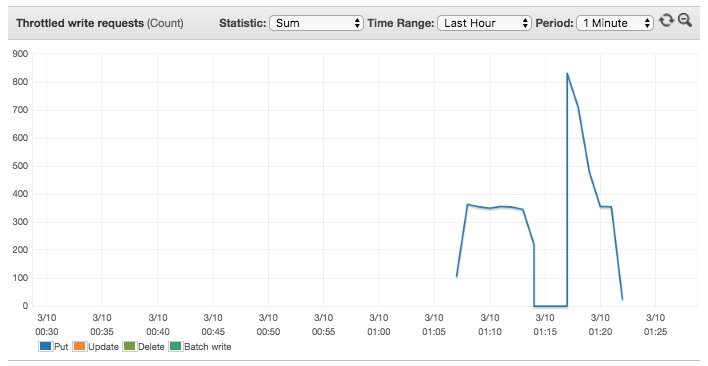 Throttled write requests (Count) Statistic: Sum Time Range: Last Hour Period: 1 Minute
900
800
700
600
500
400
300
200
100
0
3/10 3/10 3/10 3/10 3/10 3/10 3/10 3/10 3/10 3/10 3/10 3/10
00:30 00:35 00:40 00:45 00:50 00:55 01:00 01:05 01:10 01:15 01:20 01:25
Put Update Delete Batch write